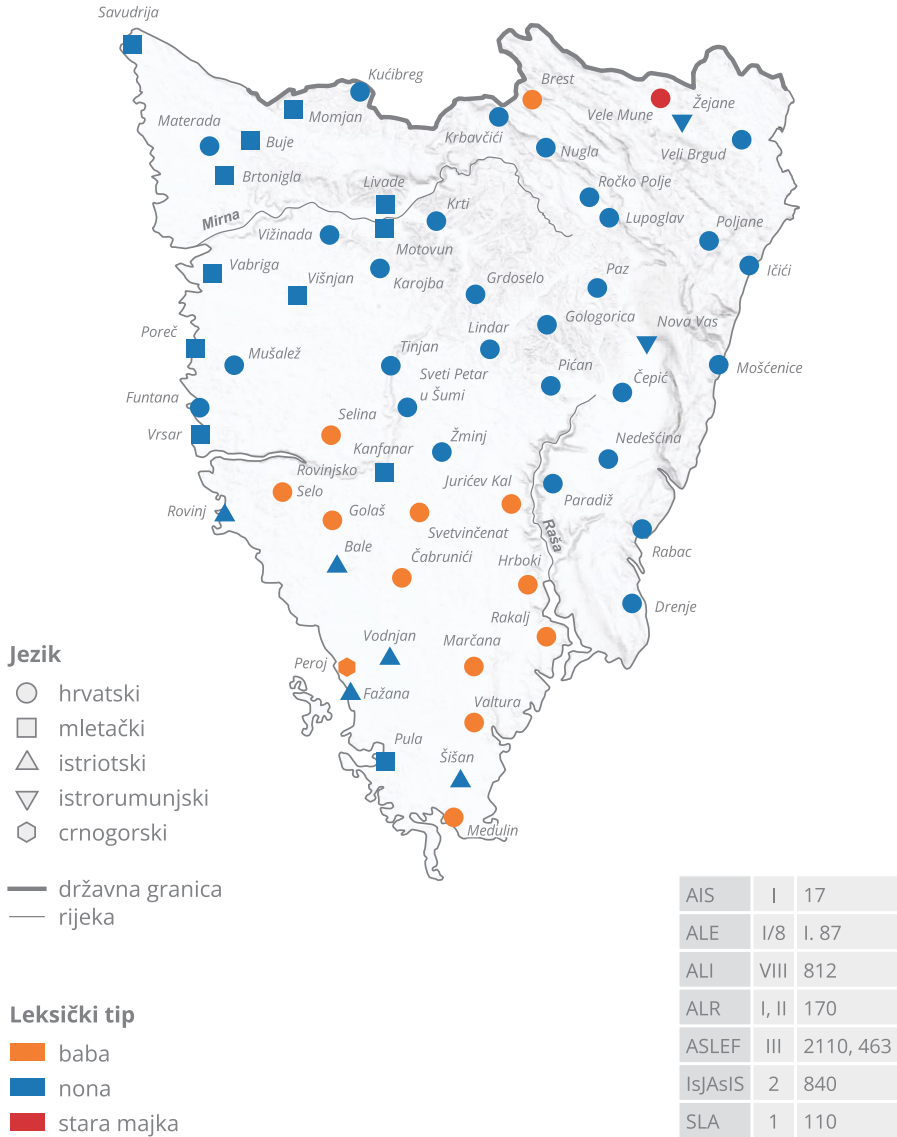 Savudrija
Kućibreg
Brest
Momjan
Vele Mune
Žejane
Materada
Buje
Krbavčići
Nugla
Veli Brgud
Brtonigla
Livade
Ročko Polje
Mirna
Krti
Lupoglav
Poljane
Vižinada
Motovun
Vabriga
Višnjan
Karojba
Grdoselo
Paz
Ičići
Poreč
Lindar
Gologorica
Nova Vas
Mušalež
Tinjan
Pićan
Mošćenice
Sveti Petar
u Šumi
Čepić
Funtana
Selina
Vrsar
Kanfanar
Žminj
Nedešćina
Rovinjsko
Selo
Jurićev Kal
Paradiž
Rovinj
Golaš
Svetvinčenat
Raša
Rabac
Bale
Čabrunići
Hrboki
Drenje
Rakalj
Vodnjan
Marčana
Peroj
Fažana
Valtura
Pula
Šišan
Medulin
Jezik
hrvatski
mletački
istriotski
istrorumunjski
crnogorski
državna granica
rijeka
Leksički tip
baba
nona
stara majka
AIS I 17
ALE I/8 I. 87
ALI VIII 812
ALR I, II 170
ASLEF III 2110, 463
IsJAsIS 2 840
SLA 1 110